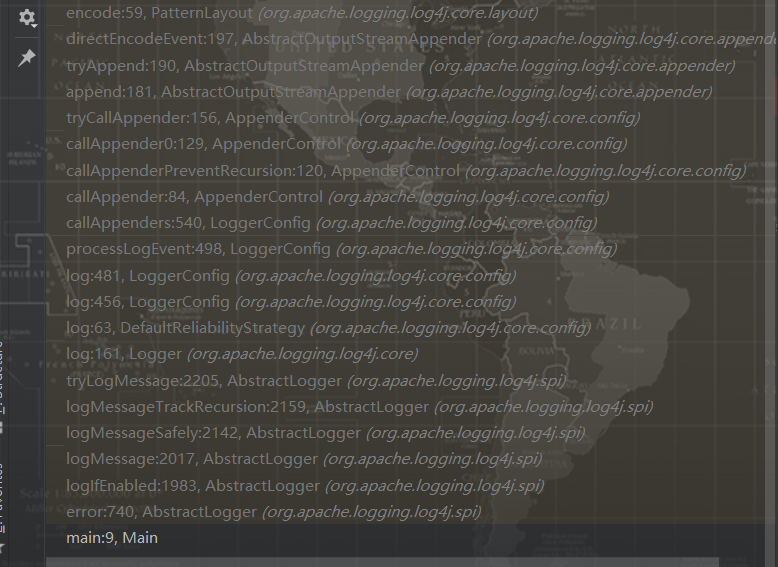 encode:59, PatternLayout (org.apache.logging.log4j.core.layout)
directEncodeEvent:197, AbstractOutputStreamAppender (org.apache.logging.log4j.core.appende
tryAppend:190, AbstractOutputStreamAppender (org.apache.logging.log4j.core.appender)
append:181, AbstractOutputStreamAppender (org.apache.logging.log4j.core.appender)
tryCallAppender:156, AppenderControl (org.apache.logging.log4j.core.config)
callAppender0:129, AppenderControl (org.apache.logging.log4j.core.config)
callAppenderPreventRecursion:120, AppenderControl (org.apache.logging.log4j.core.config)
callAppender:84, AppenderControl (org.apache.logging.log4j.core.config)
callAppenders:540, LoggerConfig (org.apache.logging.log4j.core.config)
processLogEvent:498, LoggerConfig (org.apache.logging.log4j.core.config)
log:481, LoggerConfig (org.apache.logging.log4j.core.config)
log:456, LoggerConfig (org.apache.logging.log4j.core.config)
log:63, DefaultReliabilityStrategy (org.apache.logging.log4j.core.config)
log:161, Logger (org.apache.logging.log4j.core)
tryLogMessage:2205, AbstractLogger (org.apache.logging.log4j.spi)
logMessageTrackRecursion:2159, AbstractLogger (org.apache.logging.log4j.spi)
logMessageSafely:2142, AbstractLogger (org.apache.logging.log4j.spi)
logMessage:2017, AbstractLogger (org.apache.logging.log4j.spi)
logIfEnabled:1983, AbstractLogger (org.apache.logging.log4j.spi)
error:740, AbstractLogger (org.apache.logging.log4j.spi)
main:9, Main
UNITED STATES
MEXICO
PERU
BRAZIL
BOLIVIA